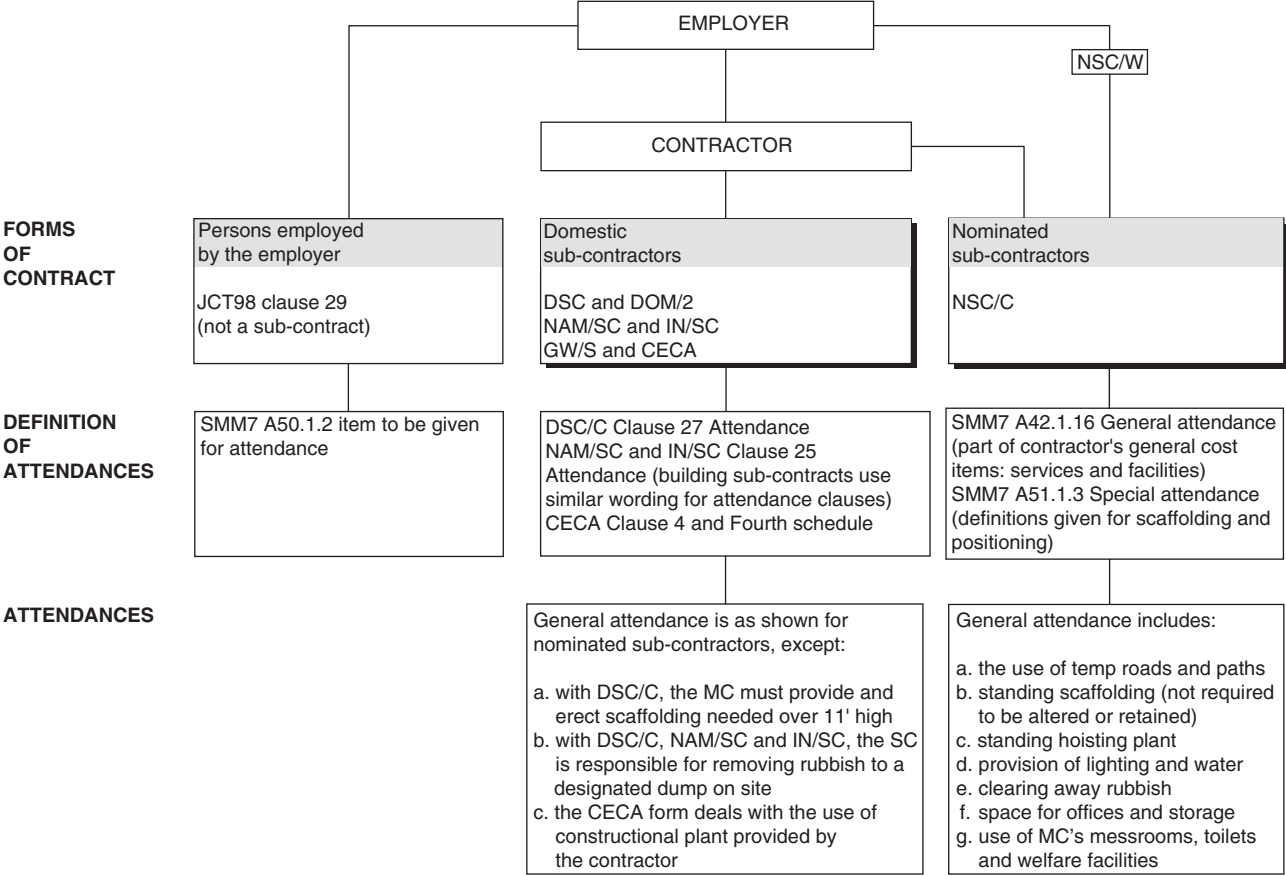 EMPLOYER
NSC/W
CONTRACTOR
FORMS
OF
CONTRACT
Persons employed
by the employer
JCT98 clause 29
(not a sub-contract)
Domestic
sub-contractors
DSC and DOM/2
NAM/SC and IN/SC
GW/S and CECA
Nominated
sub-contractors
NSC/C
DEFINITION
OF
ATTENDANCES
SMM7 A50.1.2 item to be given
for attendance
DSC/C Clause 27 Attendance
NAM/SC and IN/SC Clause 25
Attendance (building sub-contracts use
similar wording for attendance clauses)
CECA Clause 4 and Fourth schedule
SMM7 A42.1.16 General attendance
(part of contractor's general cost
items: services and facilities)
SMM7 A51.1.3 Special attendance
(definitions given for scaffolding and
positioning)
ATTENDANCES
General attendance is as shown for
nominated sub-contractors, except:
a. with DSC/C, the MC must provide and
erect scaffolding needed over 11' high
b. with DSC/C, NAM/SC and IN/SC, the SC
is responsible for removing rubbish to a
designated dump on site
c. the CECA form deals with the use of
constructional plant provided by
the contractor
General attendance includes:
a. the use of temp roads and paths
b. standing scaffolding (not required
to be altered or retained)
c. standing hoisting plant
d. provision of lighting and water
e. clearing away rubbish
f. space for offices and storage
g. use of MC's messrooms, toilets
and welfare facilities